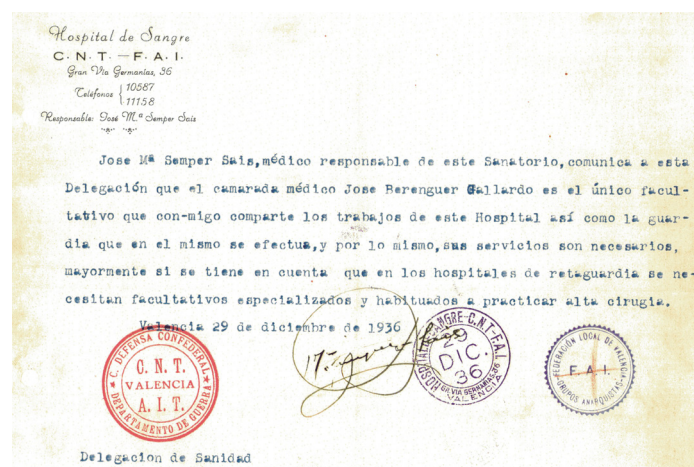 Hospital de Sangre
C. N. T. — F. A. I.
Gran Vía Germanías, 36
Teléfonos { 10587
11158
Responsable: José M.ª Semper Sais
Jose Mª Semper Sais,médico responsable de este Sanatorio,comunica a esta
Delegación que el camarada médico Jose Berenguer Gallardo es el único facul-
tativo que con-migo comparte los trabajos de este Hospital así como la guar-
dia que en el mismo se efectua,y por lo mismo,sus servicios son necesarios,
mayormente si se tiene en cuenta que en los hospitales de retaguardia se ne-
cesitan facultativos especializados y habituados a practicar alta cirugia.
Valencia 29 de diciembre de 1936
C. DEFENSA CONFEDERAL
C. N. T.
VALENCIA
A. I. T.
DEPARTAMENTO DE GUERRA
HOSPITAL SANGRE-C.N.T-F.A.I.
29
DIC.
36
GR.VIA GERMANIAS.36
VALENCIA
FEDERACIÓN LOCAL DE VALENCIA
F. A. I.
GRUPOS ANARQUISTAS
Delegacion de Sanidad